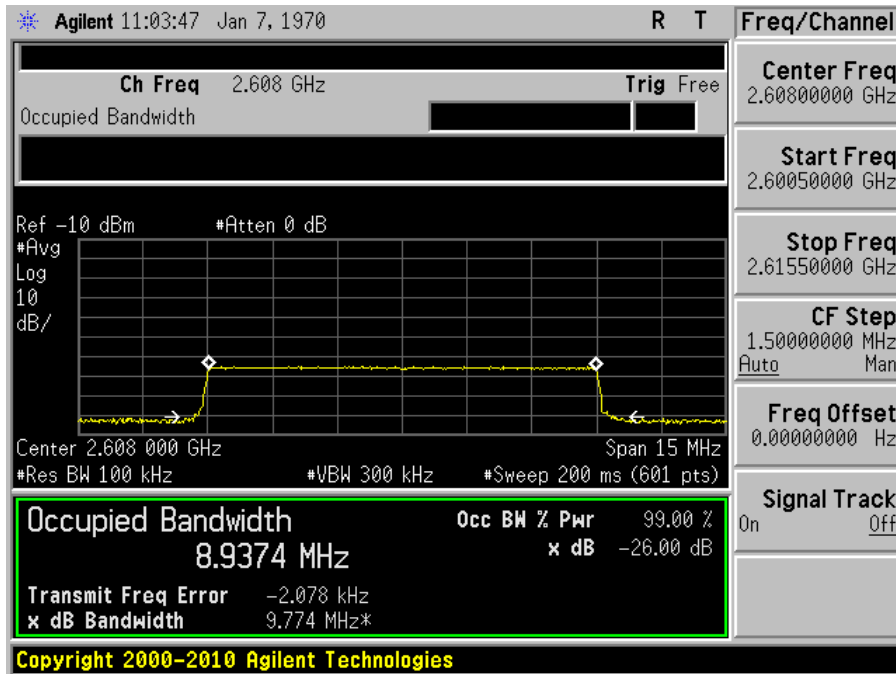 Agilent 11:03:47 Jan 7, 1970 R T
Freq/Channel
Ch Freq 2.608 GHz Trig Free
Occupied Bandwidth
Center Freq
2.60800000 GHz
Start Freq
2.60050000 GHz
Stop Freq
2.61550000 GHz
CF Step
1.50000000 MHz
Auto Man
Freq Offset
0.00000000 Hz
Signal Track
On Off
Ref -10 dBm #Atten 0 dB
#Avg
Log
10
dB/
Center 2.608 000 GHz Span 15 MHz
#Res BW 100 kHz #VBW 300 kHz #Sweep 200 ms (601 pts)
Occupied Bandwidth
8.9374 MHz
Occ BW % Pwr 99.00 %
x dB -26.00 dB
Transmit Freq Error -2.078 kHz
x dB Bandwidth 9.774 MHz*
Copyright 2000-2010 Agilent Technologies